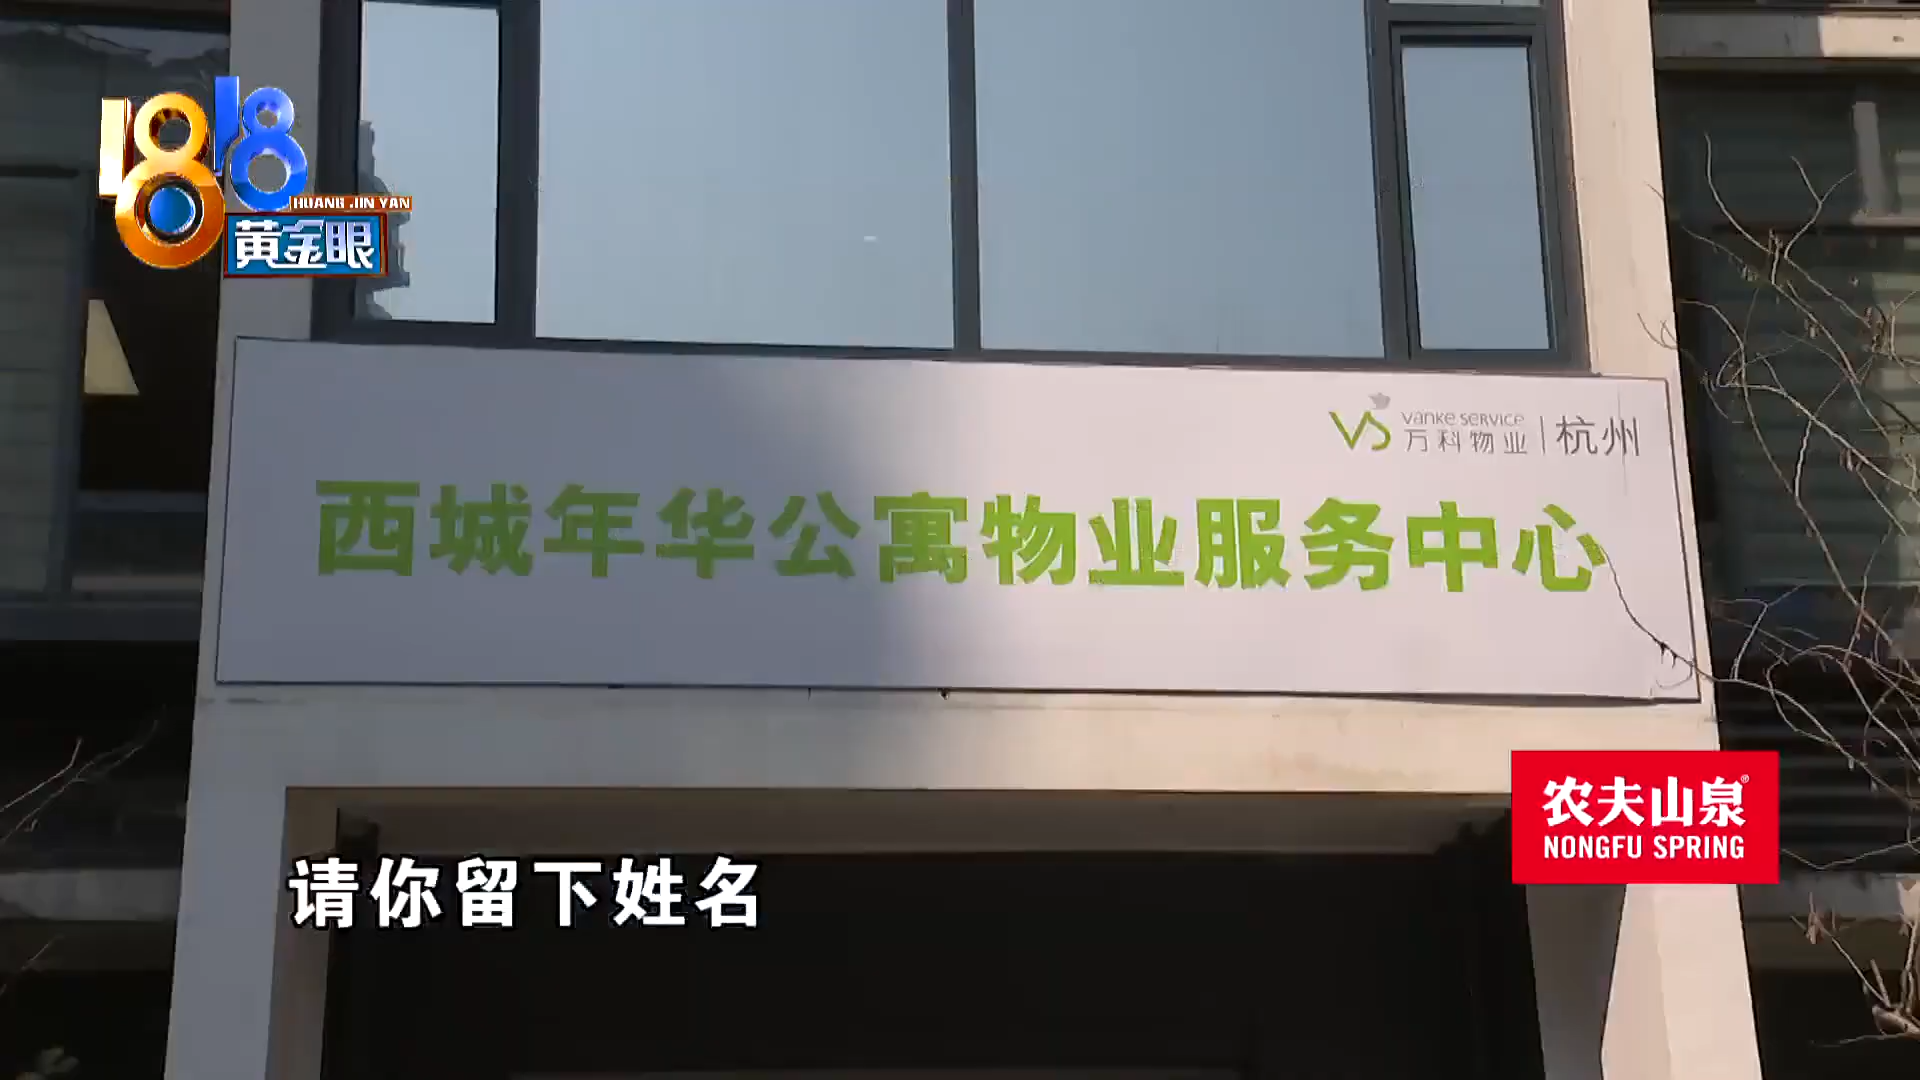 1818
HUANG JIN YAN
黄金眼
vanke service
万科物业 | 杭州
西城年华公寓物业服务中心
农夫山泉®
NONGFU SPRING
请你留下姓名